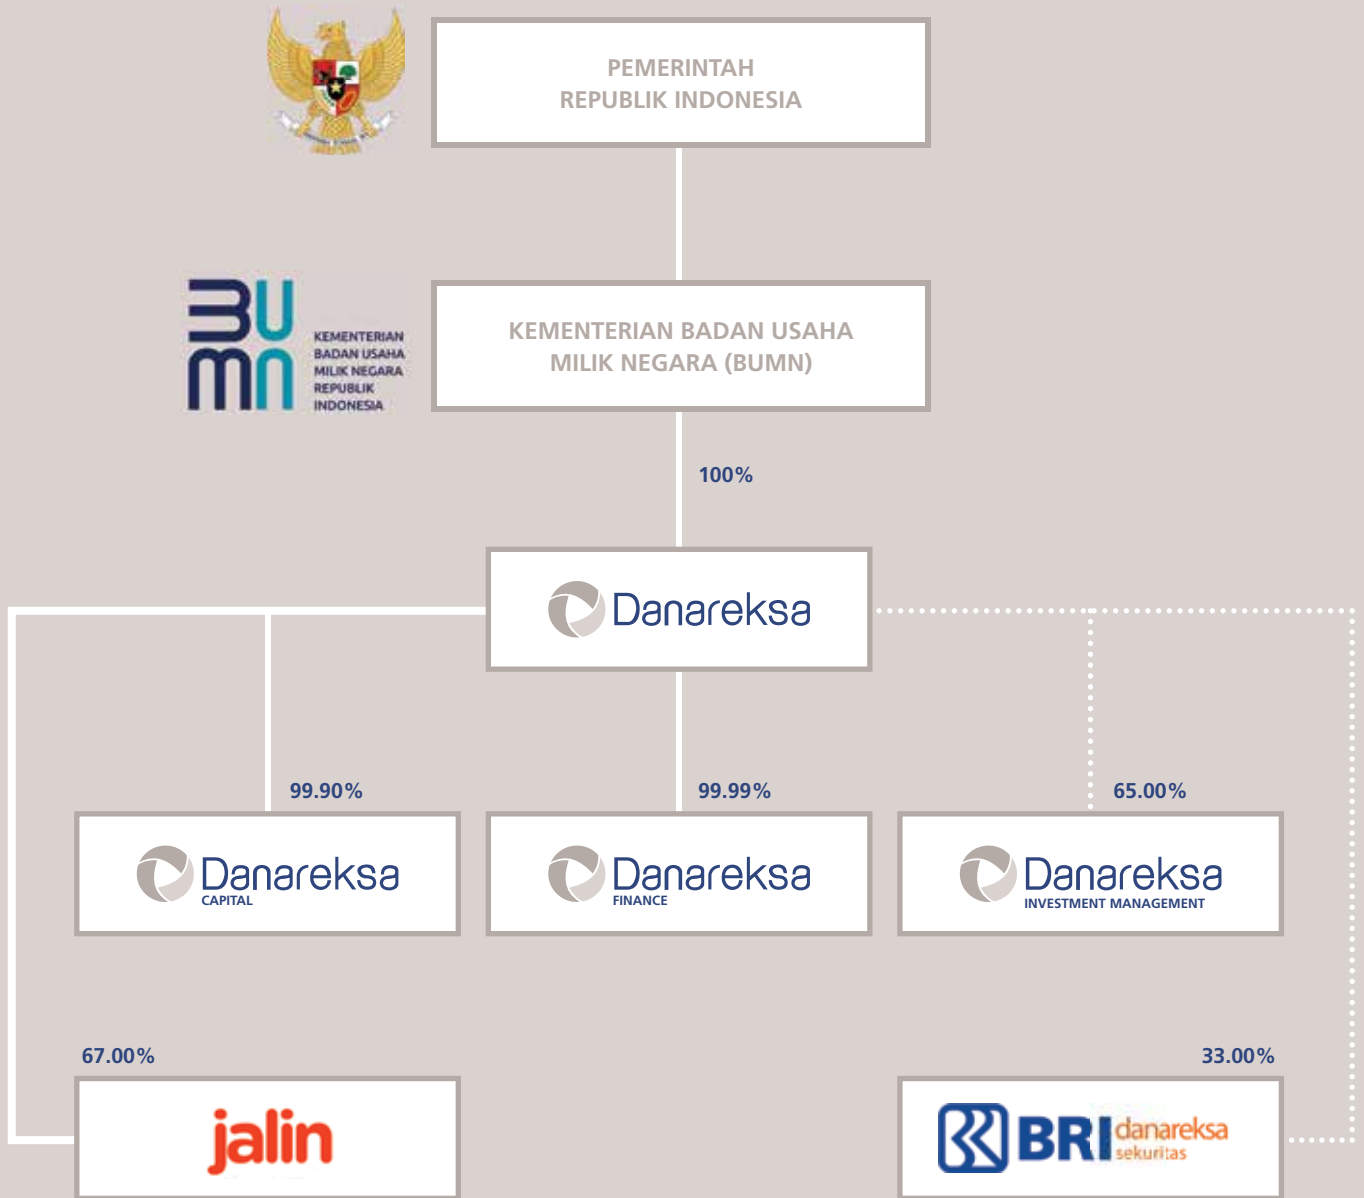 PEMERINTAH
REPUBLIK INDONESIA
BUMN
KEMENTERIAN
BADAN USAHA
MILIK NEGARA
REPUBLIK
INDONESIA
KEMENTERIAN BADAN USAHA
MILIK NEGARA (BUMN)
100%
Danareksa
99.90%
99.99%
65.00%
Danareksa
CAPITAL
Danareksa
FINANCE
Danareksa
INVESTMENT MANAGEMENT
67.00%
33.00%
jalin
BRI danareksa
sekuritas